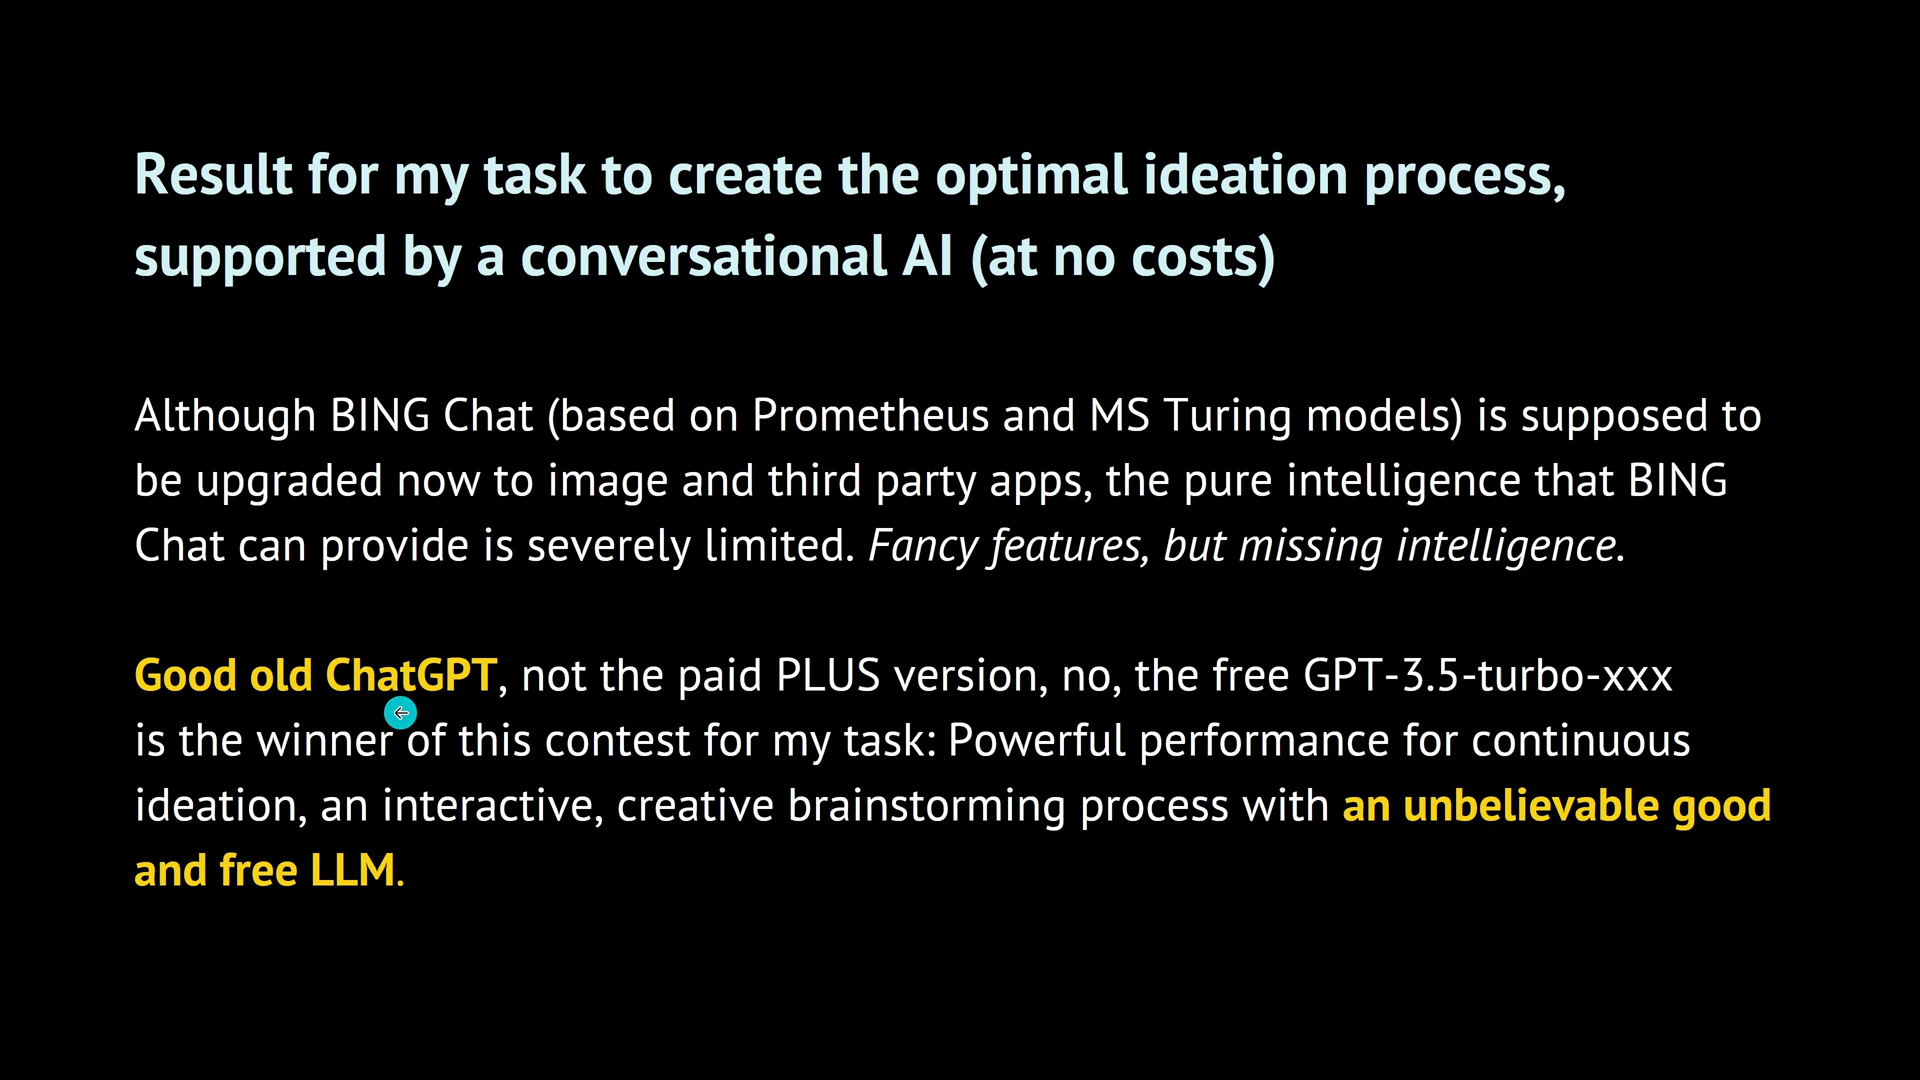 Result for my task to create the optimal ideation process,
supported by a conversational AI (at no costs)
Although BING Chat (based on Prometheus and MS Turing models) is supposed to
be upgraded now to image and third party apps, the pure intelligence that BING
Chat can provide is severely limited. Fancy features, but missing intelligence.
Good old ChatGPT, not the paid PLUS version, no, the free GPT-3.5-turbo-xxx
is the winner of this contest for my task: Powerful performance for continuous
ideation, an interactive, creative brainstorming process with an unbelievable good
and free LLM.